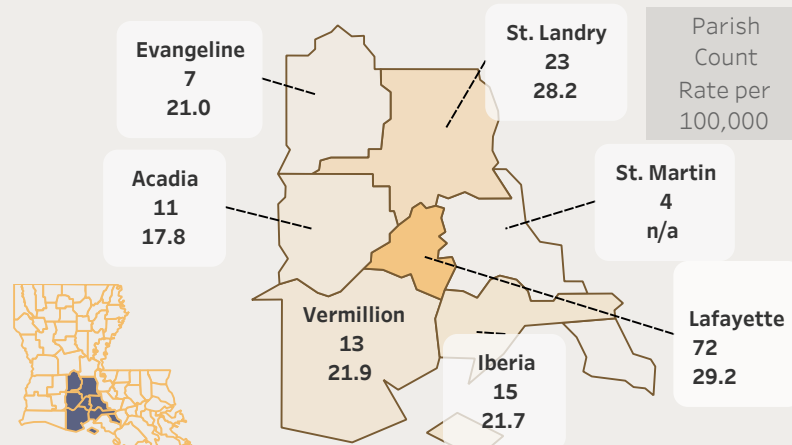 Parish
Count
Rate per
100,000
Evangeline
7
21.0
St. Landry
23
28.2
Acadia
11
17.8
St. Martin
4
n/a
Vermillion
13
21.9
Lafayette
72
29.2
Iberia
15
21.7